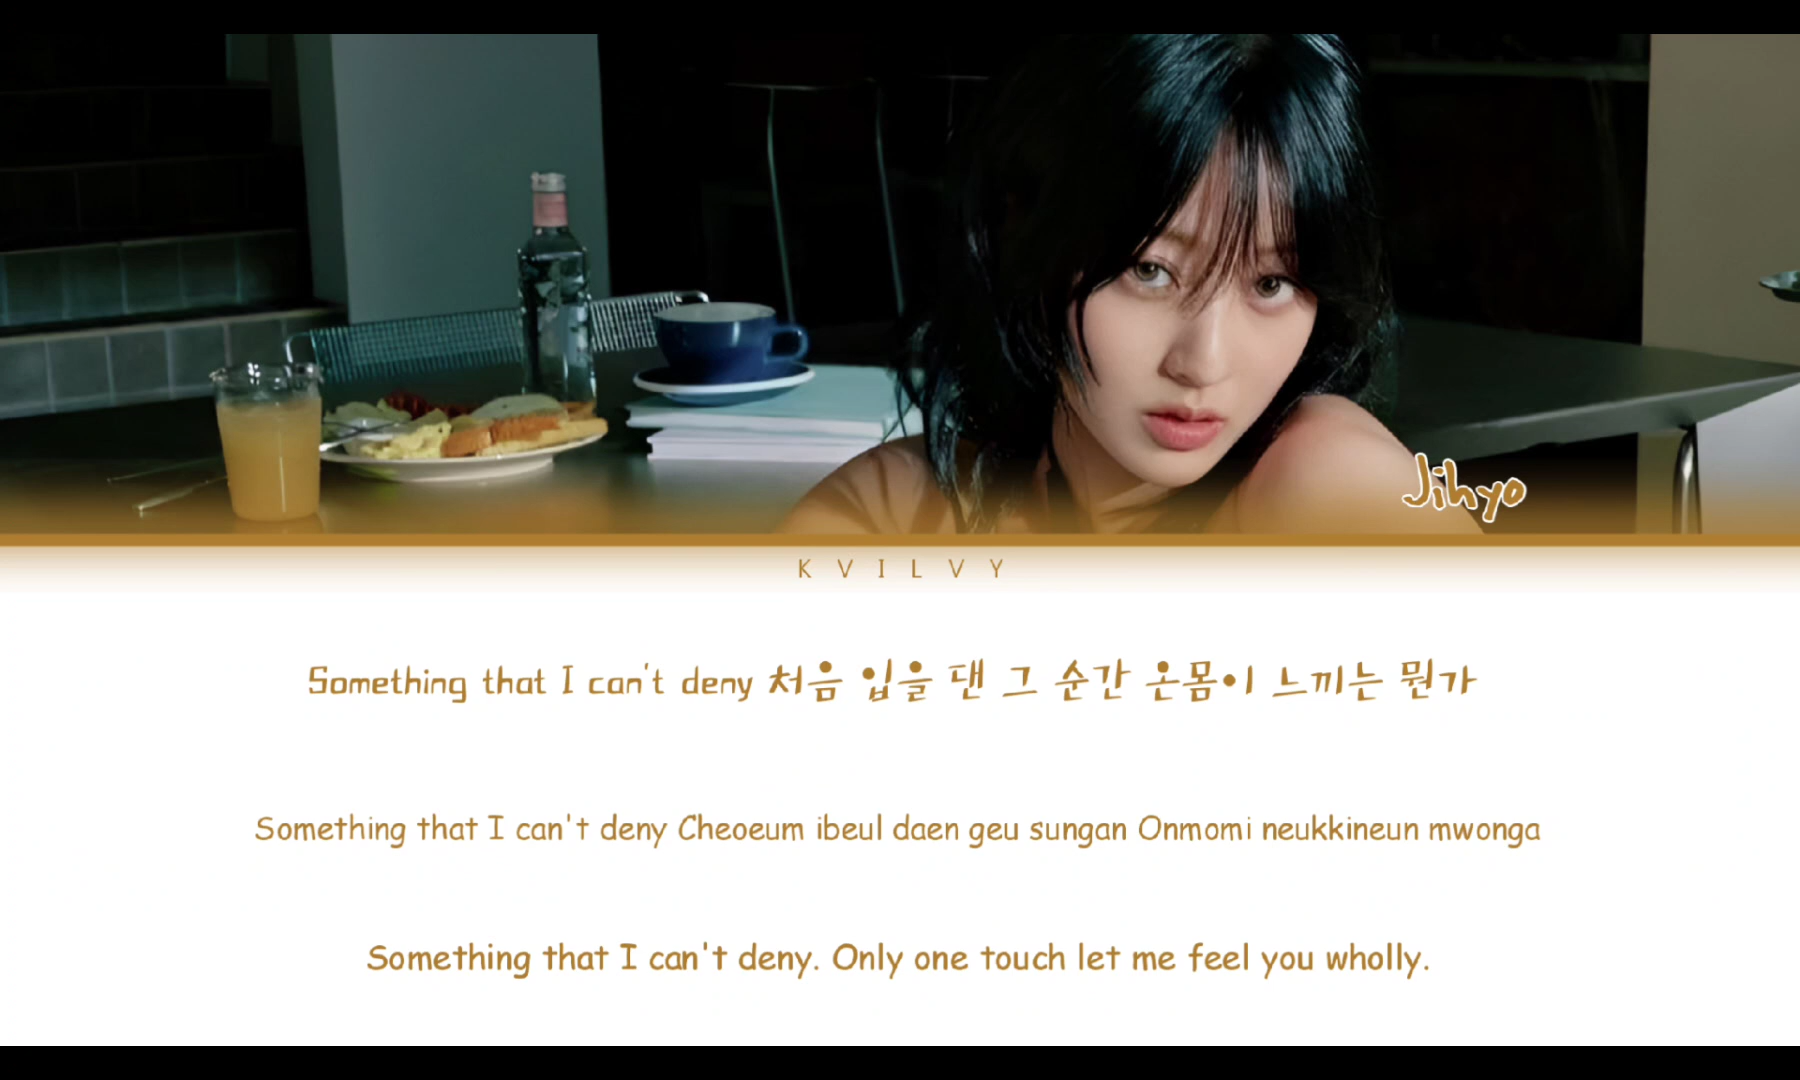 Jihyo
KVILVY
Something that I can't deny 처음 입을 댄 그 순간 온몸이 느끼는 뭔가
Something that I can't deny Cheoeum ibeul daen geu sungan Onmomi neukkineun mwonga
Something that I can't deny. Only one touch let me feel you wholly.